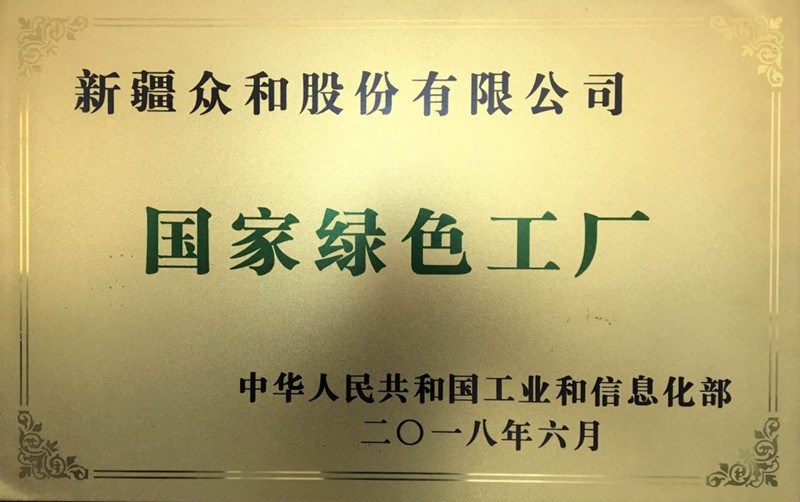 新疆众和股份有限公司
国家绿色工厂
中华人民共和国工业和信息化部
二〇一八年六月